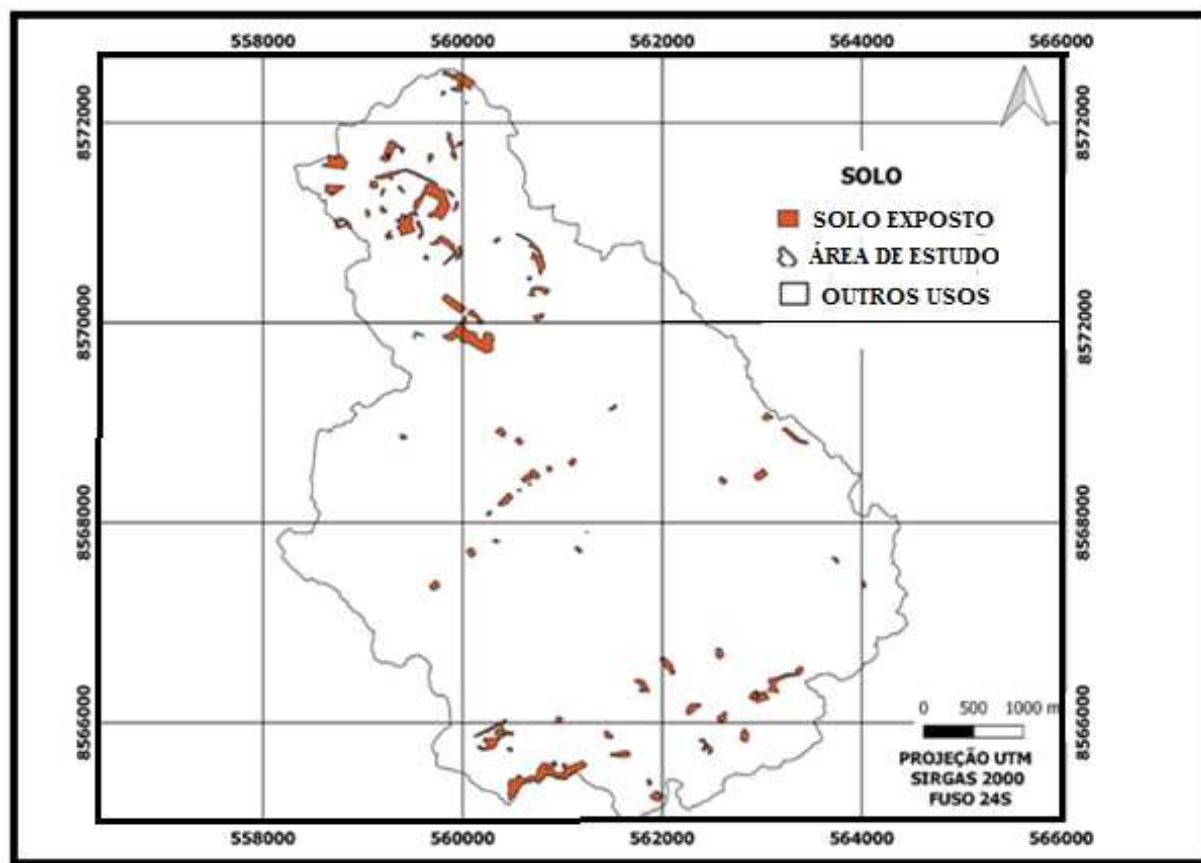 558000 560000 562000 564000 566000
8572000 8572000
SOLO
SOLO EXPOSTO
ÁREA DE ESTUDO
OUTROS USOS
8570000 8572000
8568000 8568000
0 500 1000 m
8566000 8566000
PROJEÇÃO UTM
SIRGAS 2000
FUSO 24S
558000 560000 562000 564000 566000